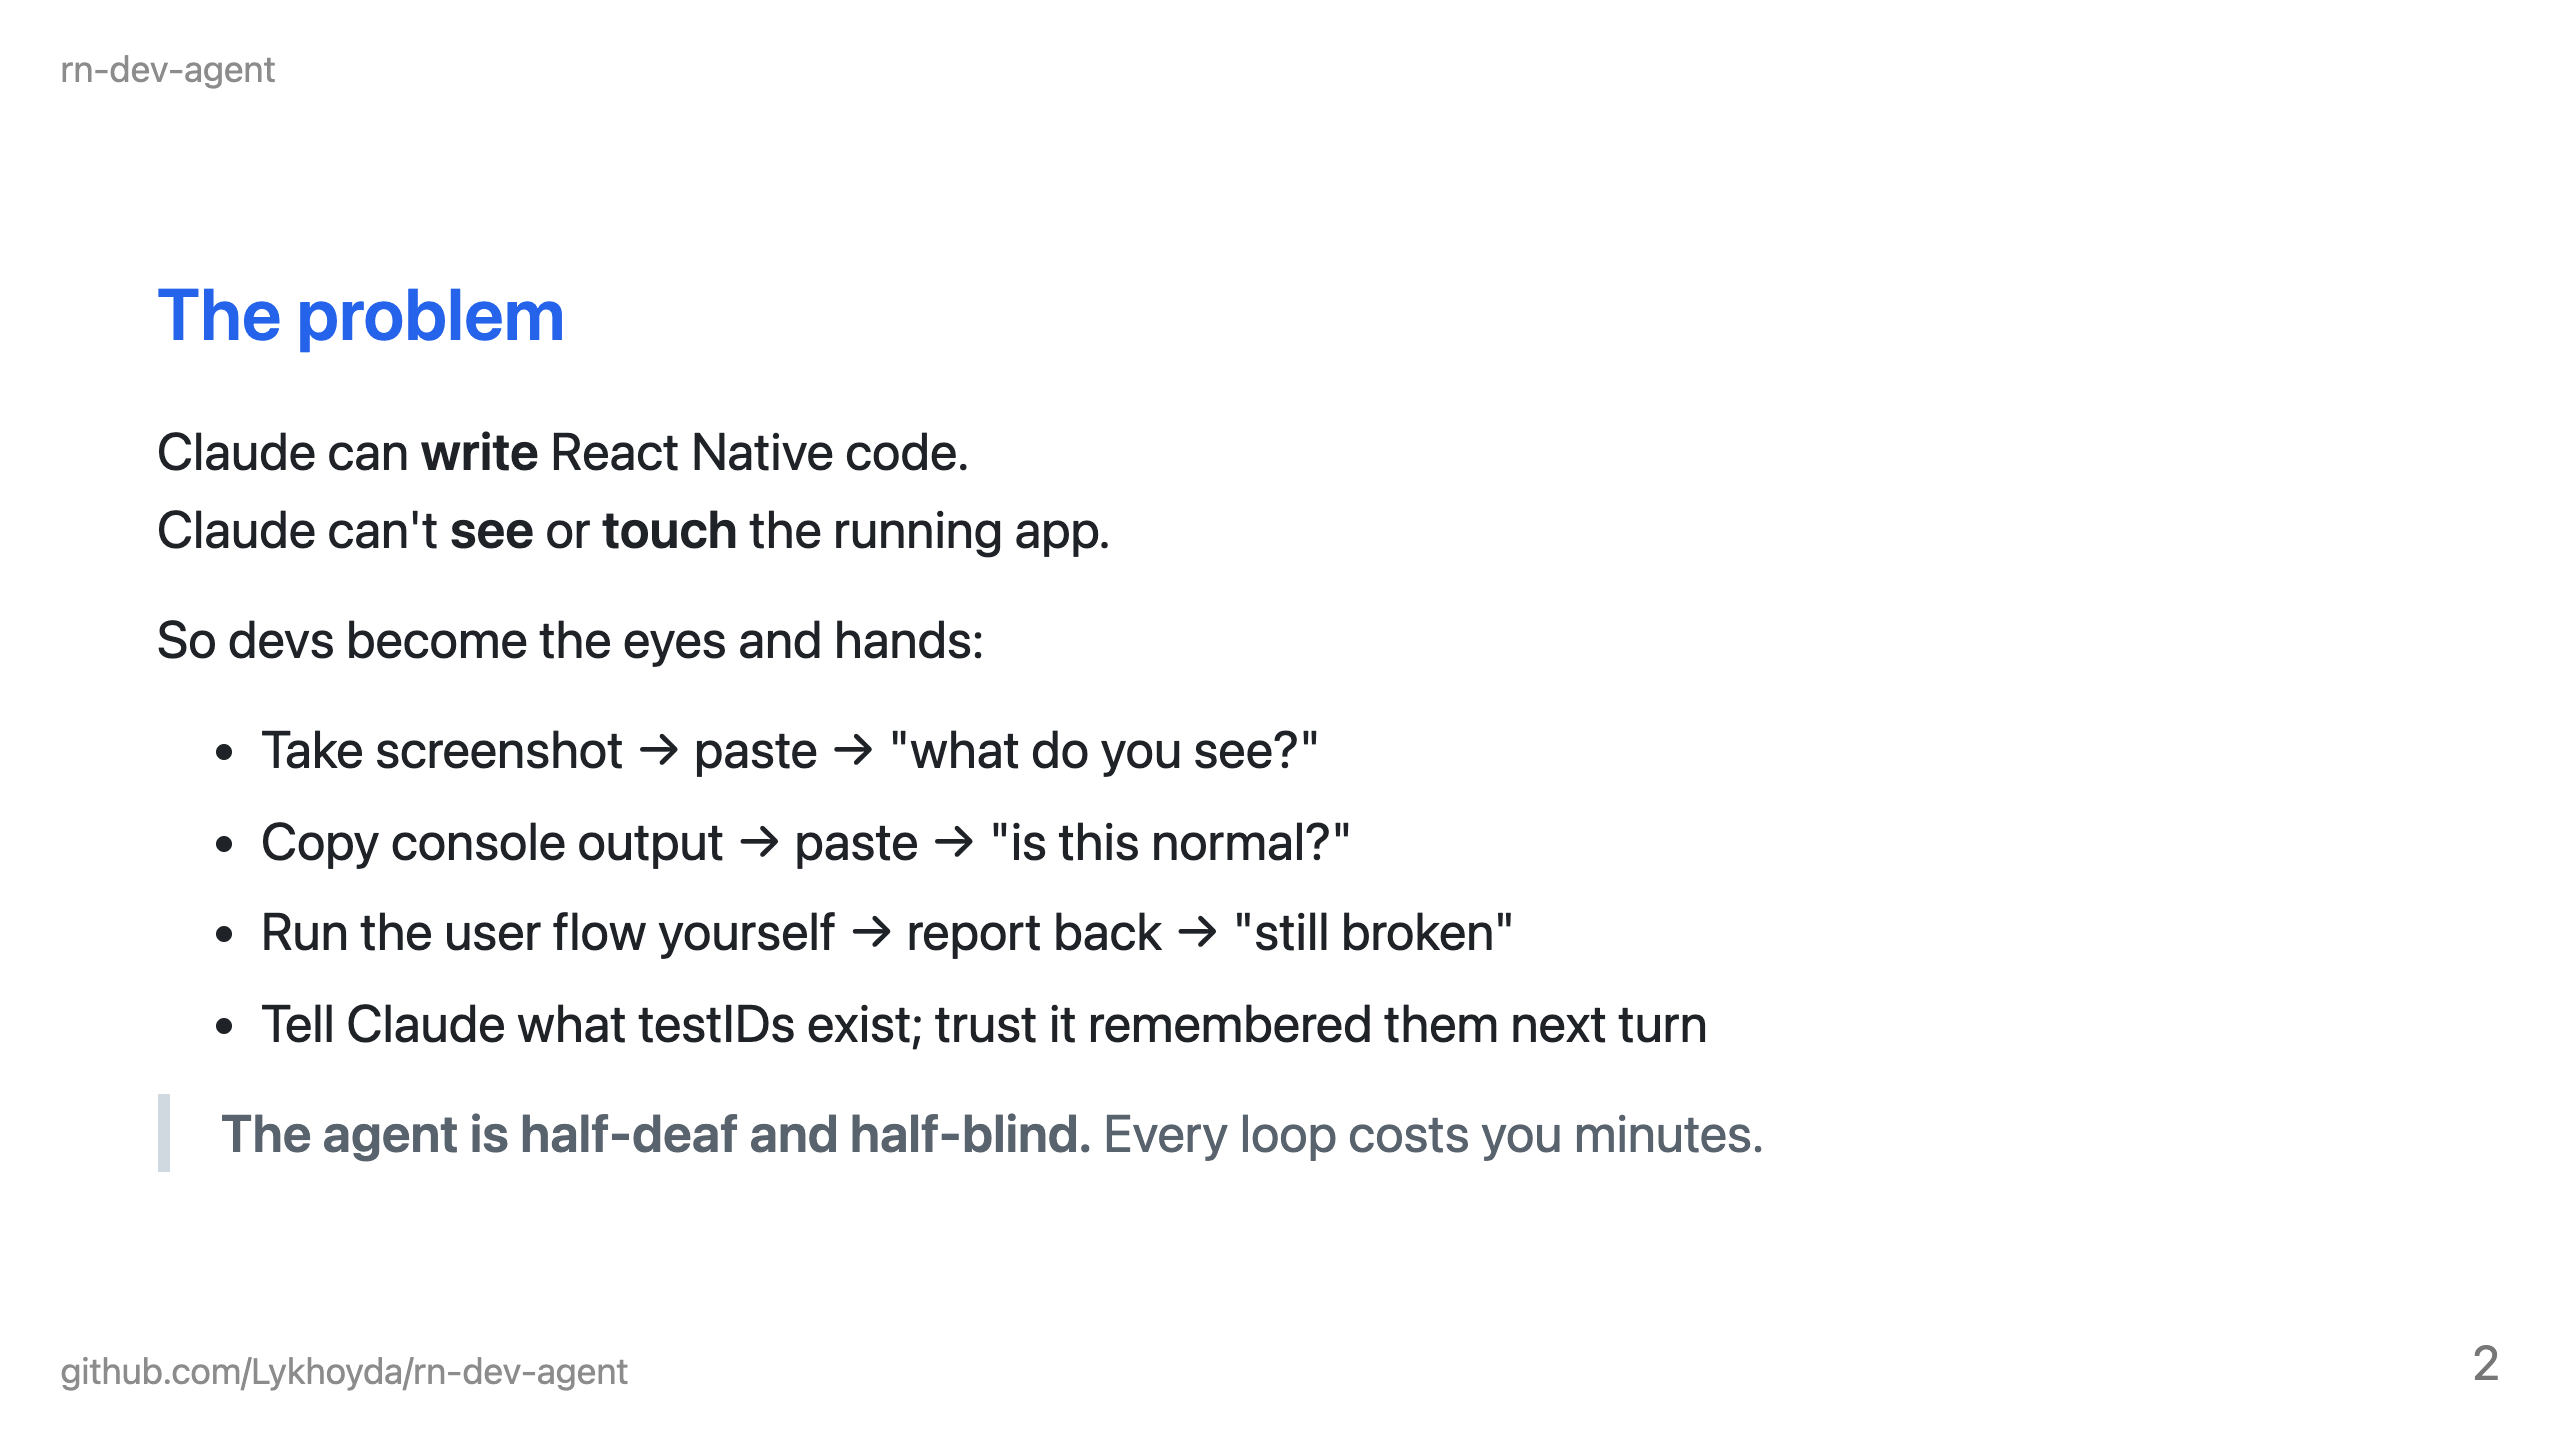 rn-dev-agent
The problem
Claude can write React Native code.
Claude can't see or touch the running app.
So devs become the eyes and hands:
• Take screenshot → paste → "what do you see?"
• Copy console output → paste → "is this normal?"
• Run the user flow yourself → report back → "still broken"
• Tell Claude what testIDs exist; trust it remembered them next turn
The agent is half-deaf and half-blind. Every loop costs you minutes.
github.com/Lykhoyda/rn-dev-agent
2